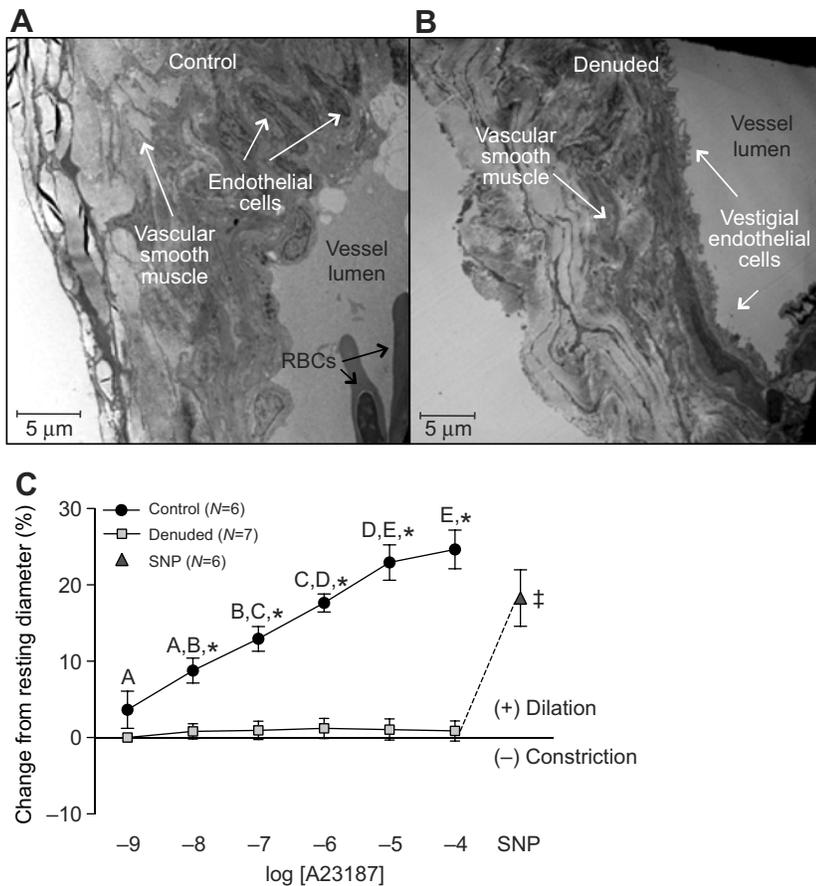 A
Control
Endothelial
cells
Vascular
smooth
muscle
Vessel
lumen
RBCs
5 μm
B
Denuded
Vessel
lumen
Vascular
smooth
muscle
Vestigial
endothelial
cells
5 μm
C
Change from resting diameter (%)
30
20
10
0
–10
Control (N=6)
Denuded (N=7)
SNP (N=6)
A
A,B,*
B,C,*
C,D,*
D,E,*
E,*
‡
(+) Dilation
(–) Constriction
–9 –8 –7 –6 –5 –4 SNP
log [A23187]